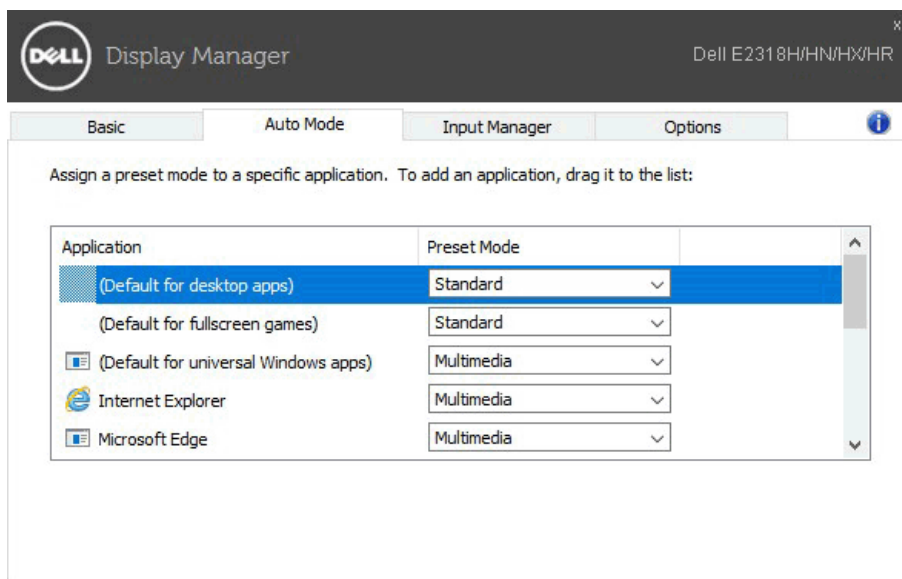 x
DELL Display Manager Dell E2318H/HN/HX/HR
Basic Auto Mode Input Manager Options i
Assign a preset mode to a specific application. To add an application, drag it to the list:
Application Preset Mode
(Default for desktop apps) Standard
(Default for fullscreen games) Standard
(Default for universal Windows apps) Multimedia
Internet Explorer Multimedia
Microsoft Edge Multimedia